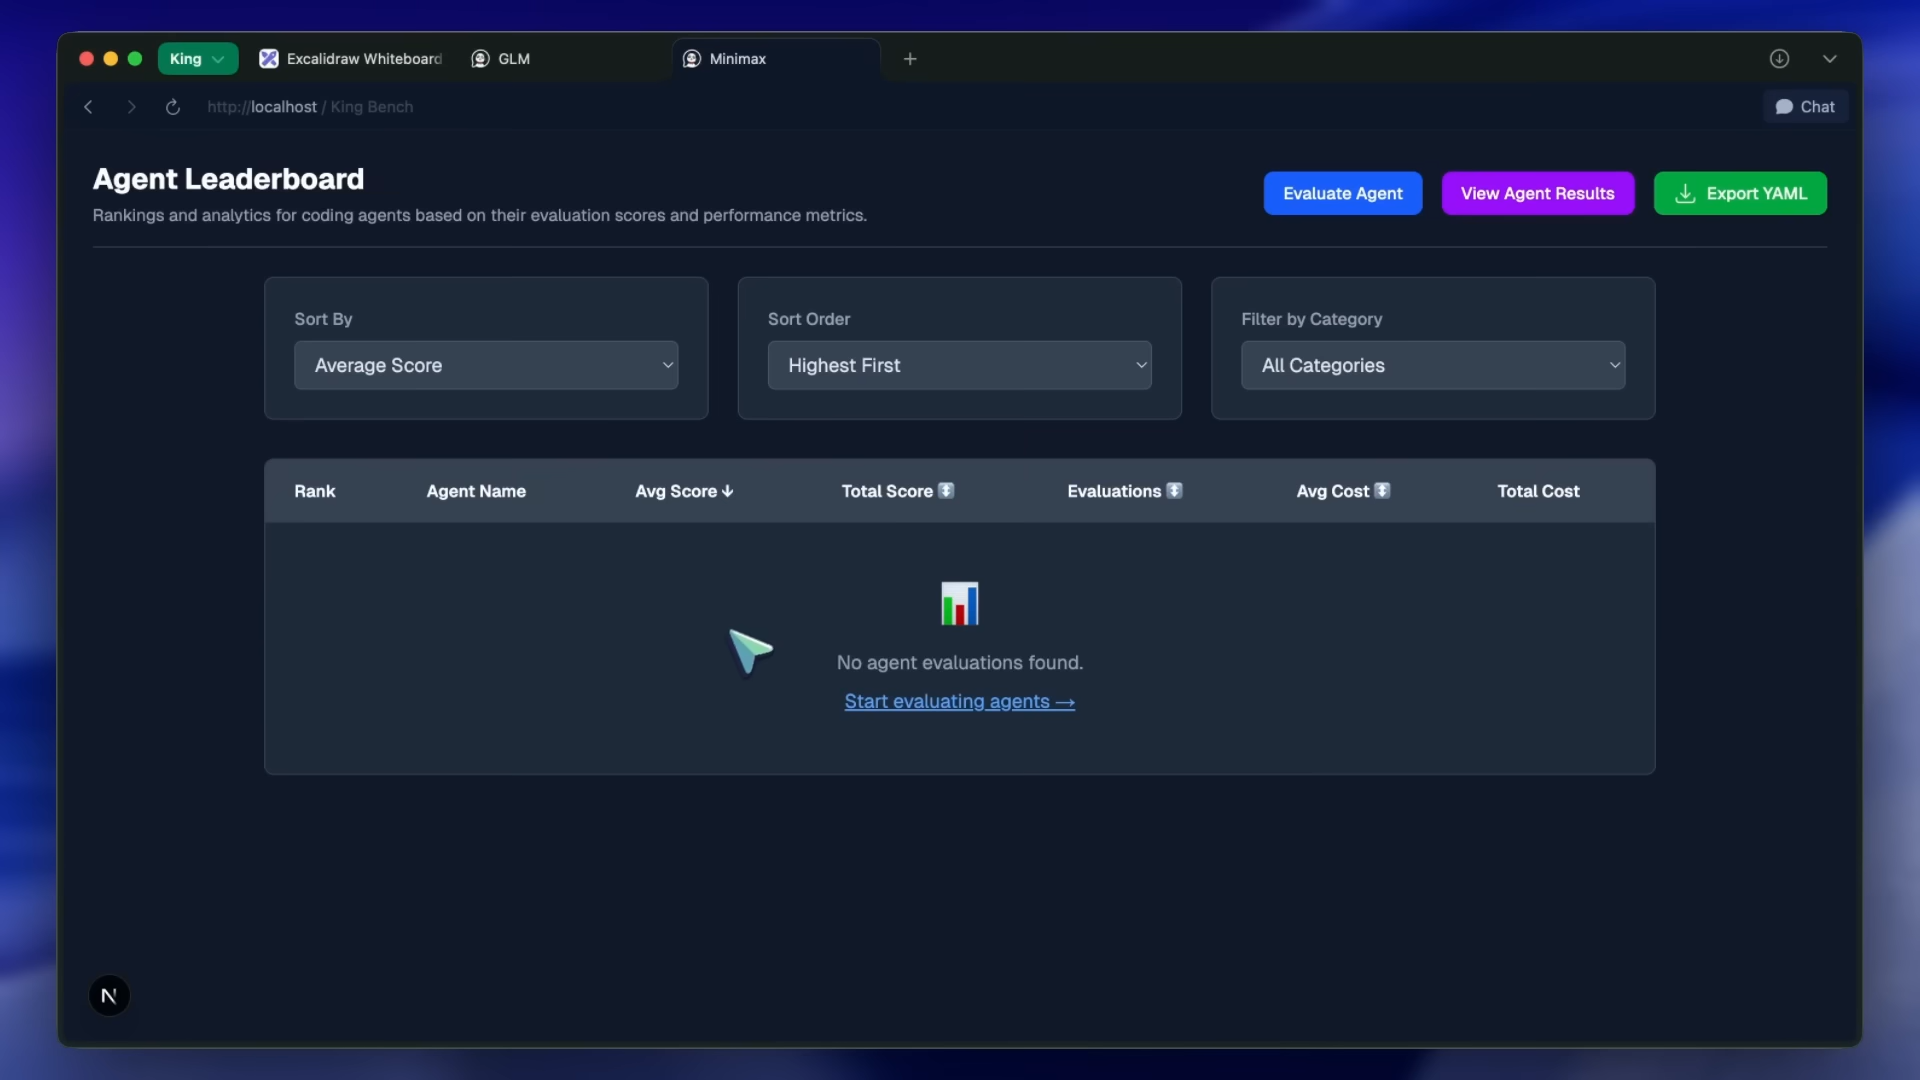 King
Excalidraw Whiteboard
GLM
Minimax
http://localhost / King Bench
Chat
Agent Leaderboard
Rankings and analytics for coding agents based on their evaluation scores and performance metrics.
Evaluate Agent
View Agent Results
Export YAML
Sort By
Average Score
Sort Order
Highest First
Filter by Category
All Categories
Rank Agent Name Avg Score ↓ Total Score ↕ Evaluations ↕ Avg Cost ↕ Total Cost
No agent evaluations found.
Start evaluating agents →
N